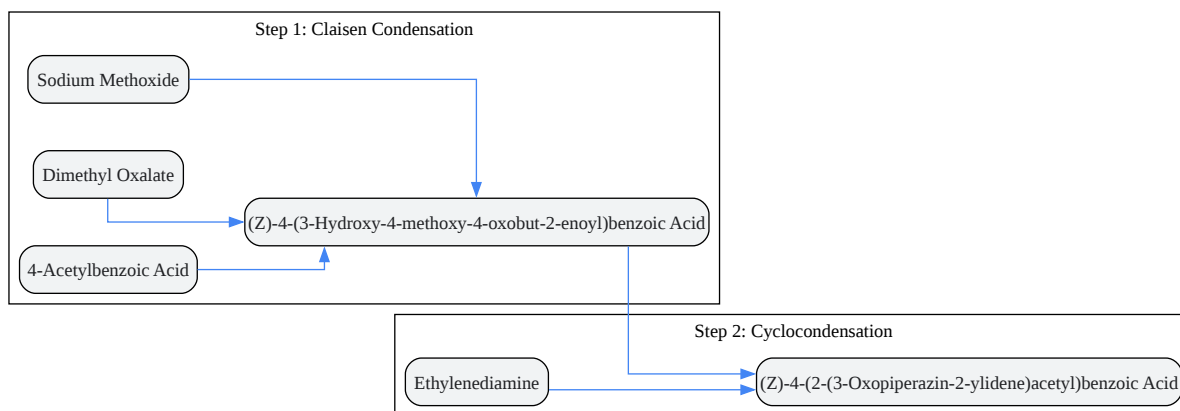 Step 1: Claisen Condensation
Sodium Methoxide
Dimethyl Oxalate
(Z)-4-(3-Hydroxy-4-methoxy-4-oxobut-2-enoyl)benzoic Acid
4-Acetylbenzoic Acid
Step 2: Cyclocondensation
Ethylenediamine
(Z)-4-(2-(3-Oxopiperazin-2-ylidene)acetyl)benzoic Acid